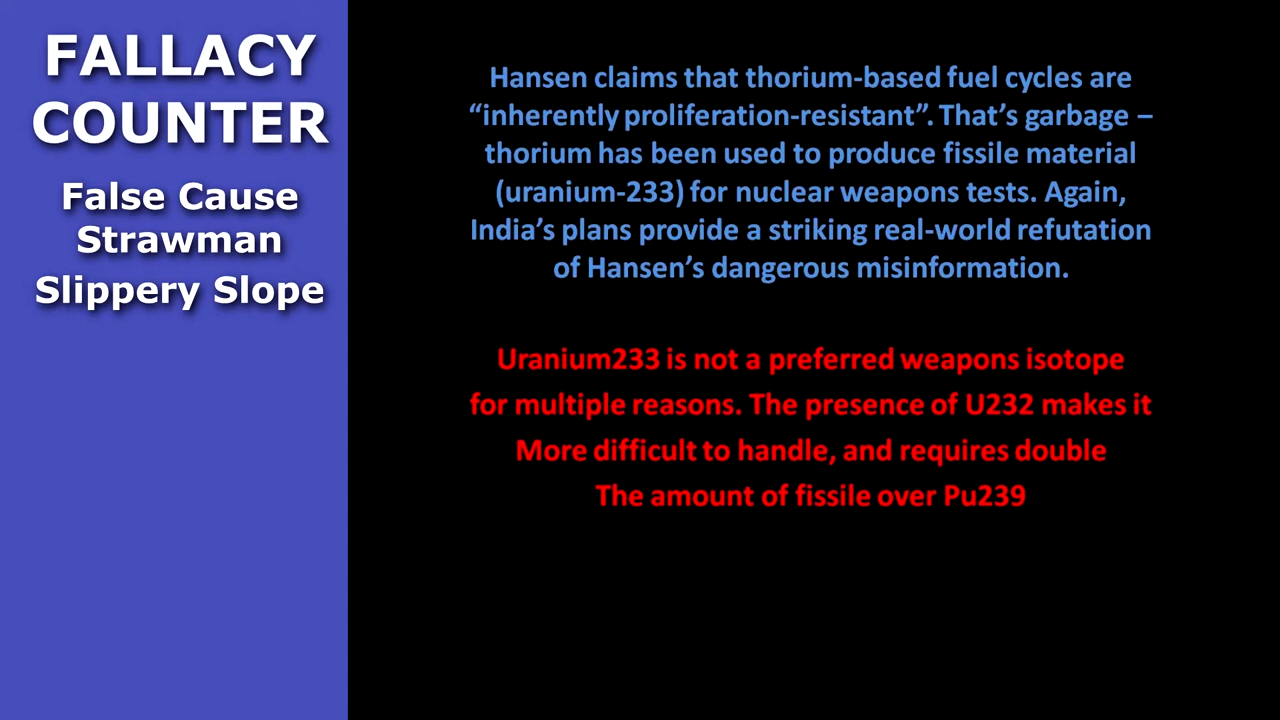 FALLACY
COUNTER
False Cause
Strawman
Slippery Slope
Hansen claims that thorium-based fuel cycles are
“inherently proliferation-resistant”. That’s garbage –
thorium has been used to produce fissile material
(uranium-233) for nuclear weapons tests. Again,
India’s plans provide a striking real-world refutation
of Hansen’s dangerous misinformation.
Uranium233 is not a preferred weapons isotope
for multiple reasons. The presence of U232 makes it
More difficult to handle, and requires double
The amount of fissile over Pu239